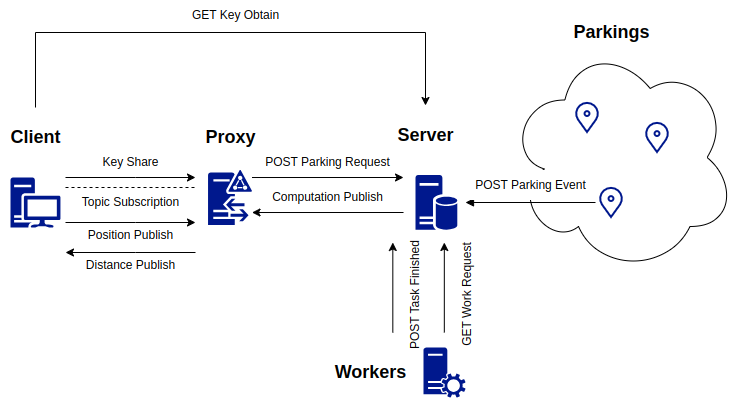 GET Key Obtain
Parkings
Client
Proxy
Server
Key Share
POST Parking Request
Topic Subscription
Computation Publish
POST Parking Event
Position Publish
Distance Publish
POST Task Finished
GET Work Request
Workers